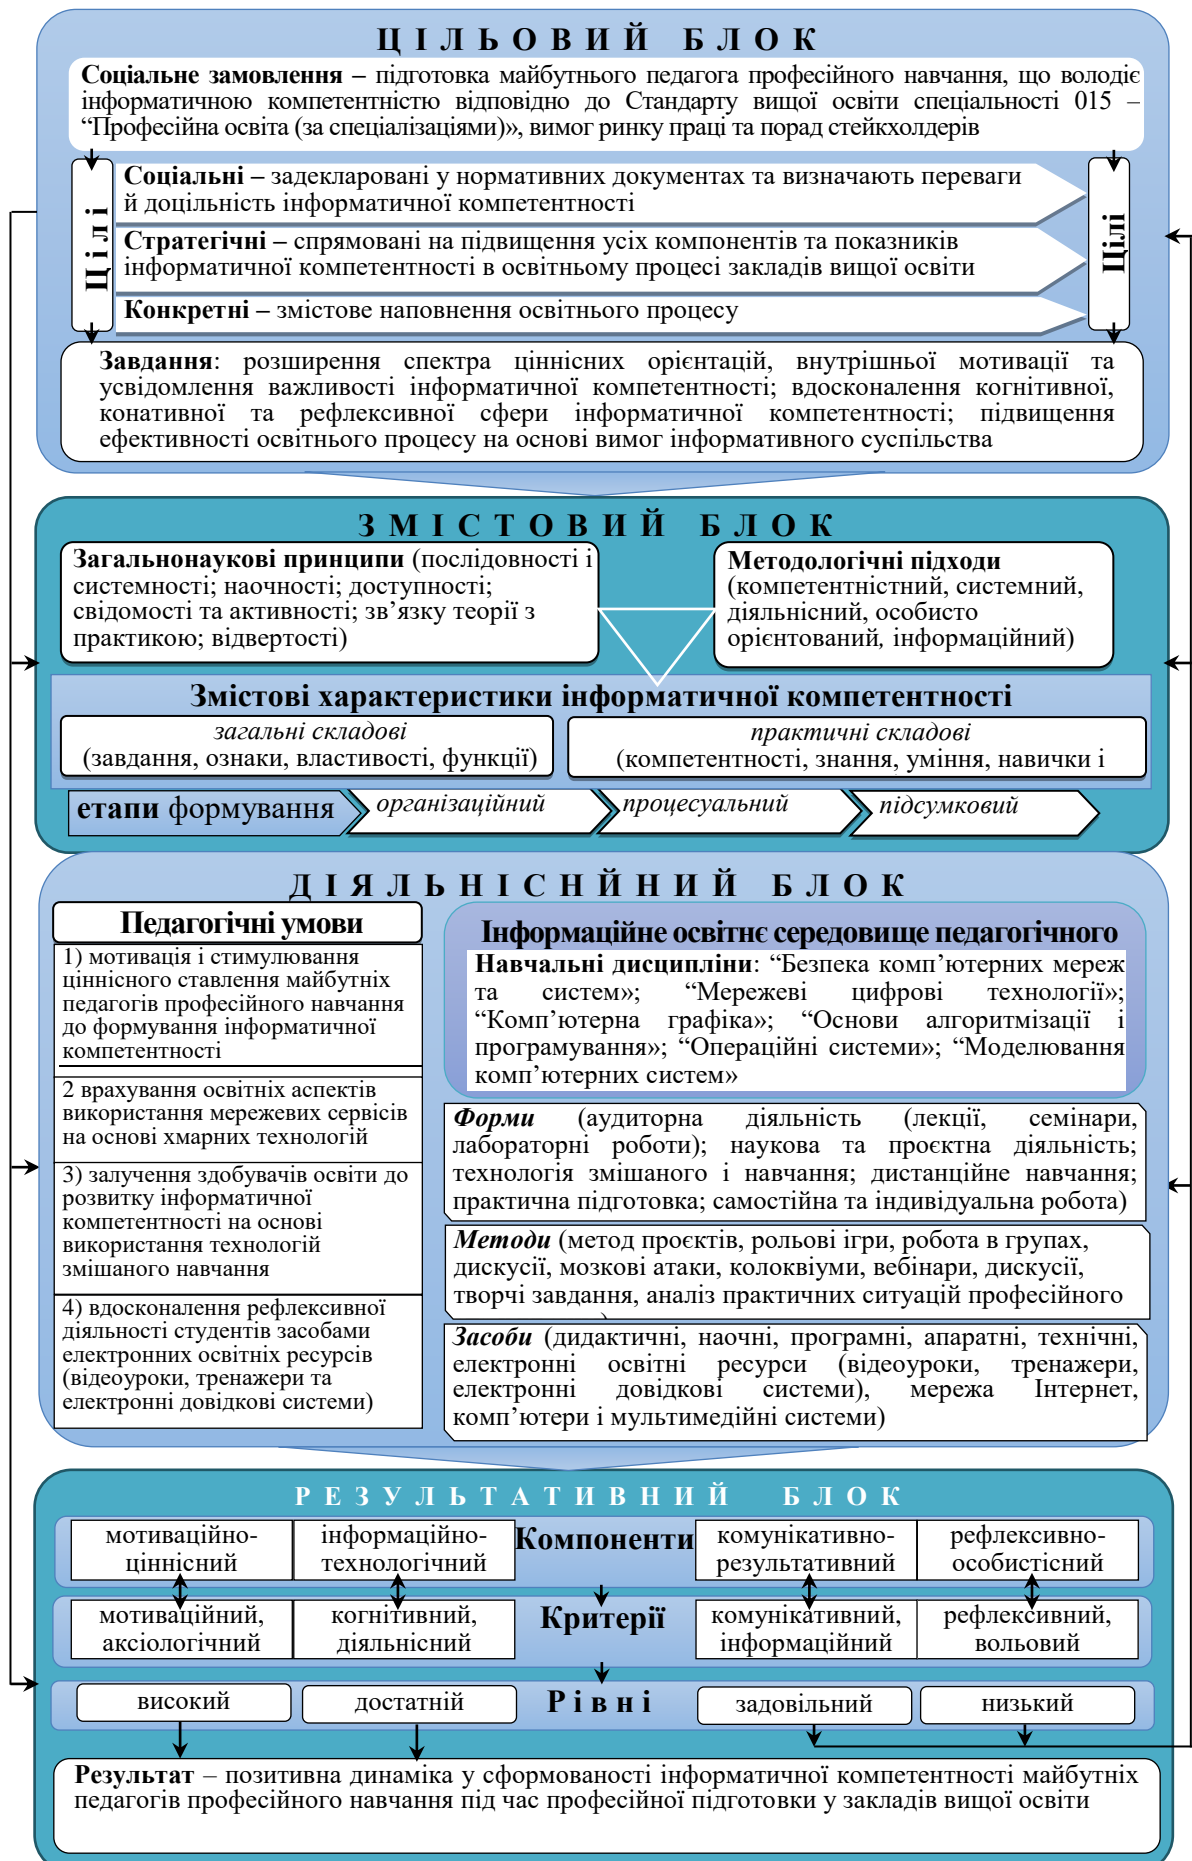 ЦІЛЬОВИЙ БЛОК
Соціальне замовлення – підготовка майбутнього педагога професійного навчання, що володіє
інформатичною компетентністю відповідно до Стандарту вищої освіти спеціальності 015 –
“Професійна освіта (за спеціалізаціями)», вимог ринку праці та порад стейкхолдерів
Цілі
Соціальні – задекларовані у нормативних документах та визначають переваги
й доцільність інформатичної компетентності
Стратегічні – спрямовані на підвищення усіх компонентів та показників
інформатичної компетентності в освітньому процесі закладів вищої освіти
Конкретні – змістове наповнення освітнього процесу
Цілі
Завдання: розширення спектра ціннісних орієнтацій, внутрішньої мотивації та
усвідомлення важливості інформатичної компетентності; вдосконалення когнітивної,
конативної та рефлексивної сфери інформатичної компетентності; підвищення
ефективності освітнього процесу на основі вимог інформативного суспільства
ЗМІСТОВИЙ БЛОК
Загальнонаукові принципи (послідовності і
системності; наочності; доступності;
свідомості та активності; зв’язку теорії з
практикою; відвертості)
Методологічні підходи
(компетентністний, системний,
діяльнісний, особисто
орієнтований, інформаційний)
Змістові характеристики інформатичної компетентності
загальні складові
(завдання, ознаки, властивості, функції)
практичні складові
(компетентності, знання, уміння, навички і
етапи формування
організаційний
процесуальний
підсумковий
ДІЯЛЬНІСНЙНИЙ БЛОК
Педагогічні умови
1) мотивація і стимулювання
ціннісного ставлення майбутніх
педагогів професійного навчання
до формування інформатичної
компетентності
2 врахування освітніх аспектів
використання мережевих сервісів
на основі хмарних технологій
3) залучення здобувачів освіти до
розвитку інформатичної
компетентності на основі
використання технологій
змішаного навчання
4) вдосконалення рефлексивної
діяльності студентів засобами
електронних освітніх ресурсів
(відеоуроки, тренажери та
електронні довідкові системи)
Інформаційне освітнє середовище педагогічного
Навчальні дисципліни: “Безпека комп’ютерних мереж
та систем»; “Мережеві цифрові технології»;
“Комп’ютерна графіка»; “Основи алгоритмізації і
програмування»; “Операційні системи»; “Моделювання
комп’ютерних систем»
Форми (аудиторна діяльність (лекції, семінари,
лабораторні роботи); наукова та проєктна діяльність;
технологія змішаного і навчання; дистанційне навчання;
практична підготовка; самостійна та індивідуальна робота)
Методи (метод проєктів, рольові ігри, робота в групах,
дискусії, мозкові атаки, колоквіуми, вебінари, дискусії,
творчі завдання, аналіз практичних ситуацій професійного
Засоби (дидактичні, наочні, програмні, апаратні, технічні,
електронні освітні ресурси (відеоуроки, тренажери,
електронні довідкові системи), мережа Інтернет,
комп’ютери і мультимедійні системи)
РЕЗУЛЬТАТИВНИЙ БЛОК
мотиваційно-
ціннісний
інформаційно-
технологічний
Компоненти
комунікативно-
результативний
рефлексивно-
особистісний
мотиваційний,
аксіологічний
когнітивний,
діяльнісний
Критерії
комунікативний,
інформаційний
рефлексивний,
вольовий
високий
достатній
Рівні
задовільний
низький
Результат – позитивна динаміка у сформованості інформатичної компетентності майбутніх
педагогів професійного навчання під час професійної підготовки у закладів вищої освіти